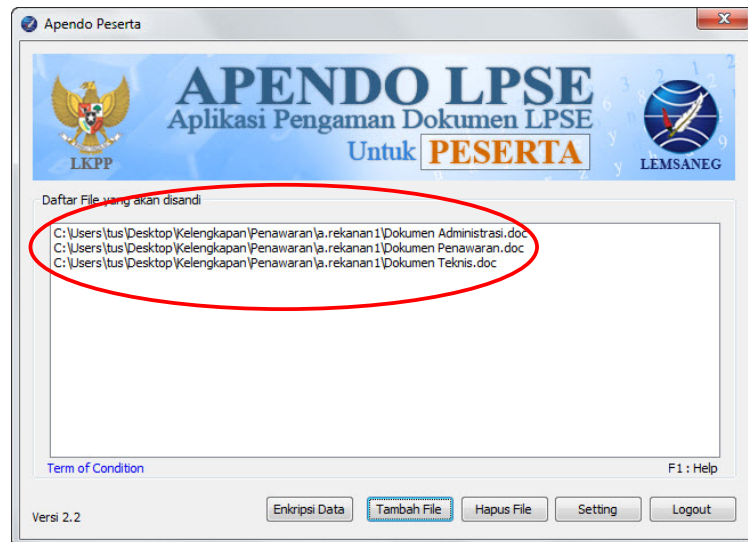 Apendo Peserta
APENDO LPSE
Aplikasi Pengaman Dokumen LPSE
Untuk PESERTA
LKPP
LEMSANEG
Daftar File yang akan disandi
C:\Users\tus\Desktop\Kelengkapan\Penawaran\a.rekanan1\Dokumen Administrasi.doc
C:\Users\tus\Desktop\Kelengkapan\Penawaran\a.rekanan1\Dokumen Penawaran.doc
C:\Users\tus\Desktop\Kelengkapan\Penawaran\a.rekanan1\Dokumen Teknis.doc
Term of Condition
F1 : Help
Versi 2.2
Enkripsi Data
Tambah File
Hapus File
Setting
Logout